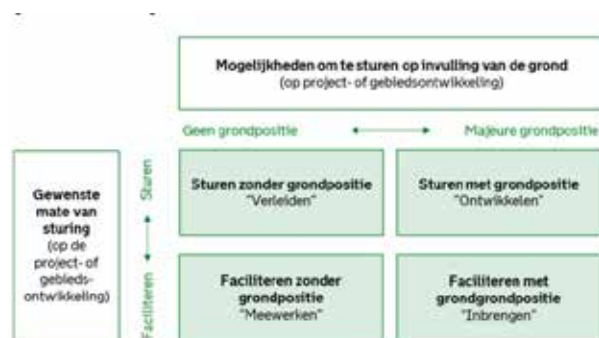 Mogelijkheden om te sturen op invulling van de grond
(op project- of gebiedsontwikkeling)
Geen grondpositie
Majeure grondpositie
Gewenste
mate van
sturing
(op de
project- of
gebieds-
ontwikkeling)
Sturen
Faciliteren
Sturen zonder grondpositie
"Verleiden"
Sturen met grondpositie
"Ontwikkelen"
Faciliteren zonder
grondpositie
"Meewerken"
Faciliteren met
grondgrondpositie
"Inbrengen"